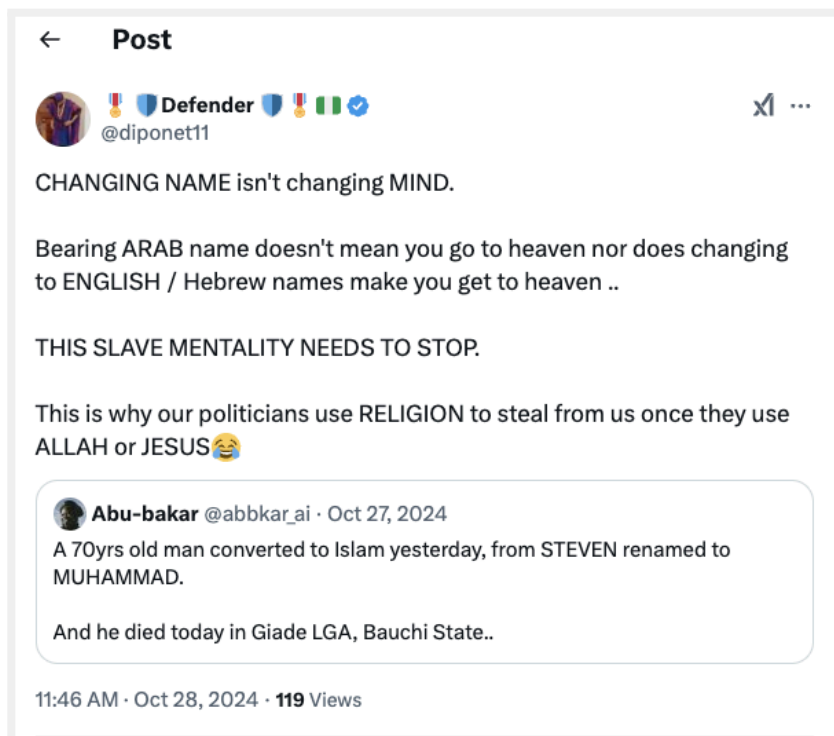 Post
Defender
@diponet11
CHANGING NAME isn't changing MIND.
Bearing ARAB name doesn't mean you go to heaven nor does changing
to ENGLISH / Hebrew names make you get to heaven ..
THIS SLAVE MENTALITY NEEDS TO STOP.
This is why our politicians use RELIGION to steal from us once they use
ALLAH or JESUS😂
Abu-bakar @abbkar_ai · Oct 27, 2024
A 70yrs old man converted to Islam yesterday, from STEVEN renamed to
MUHAMMAD.
And he died today in Giade LGA, Bauchi State..
11:46 AM · Oct 28, 2024 · 119 Views